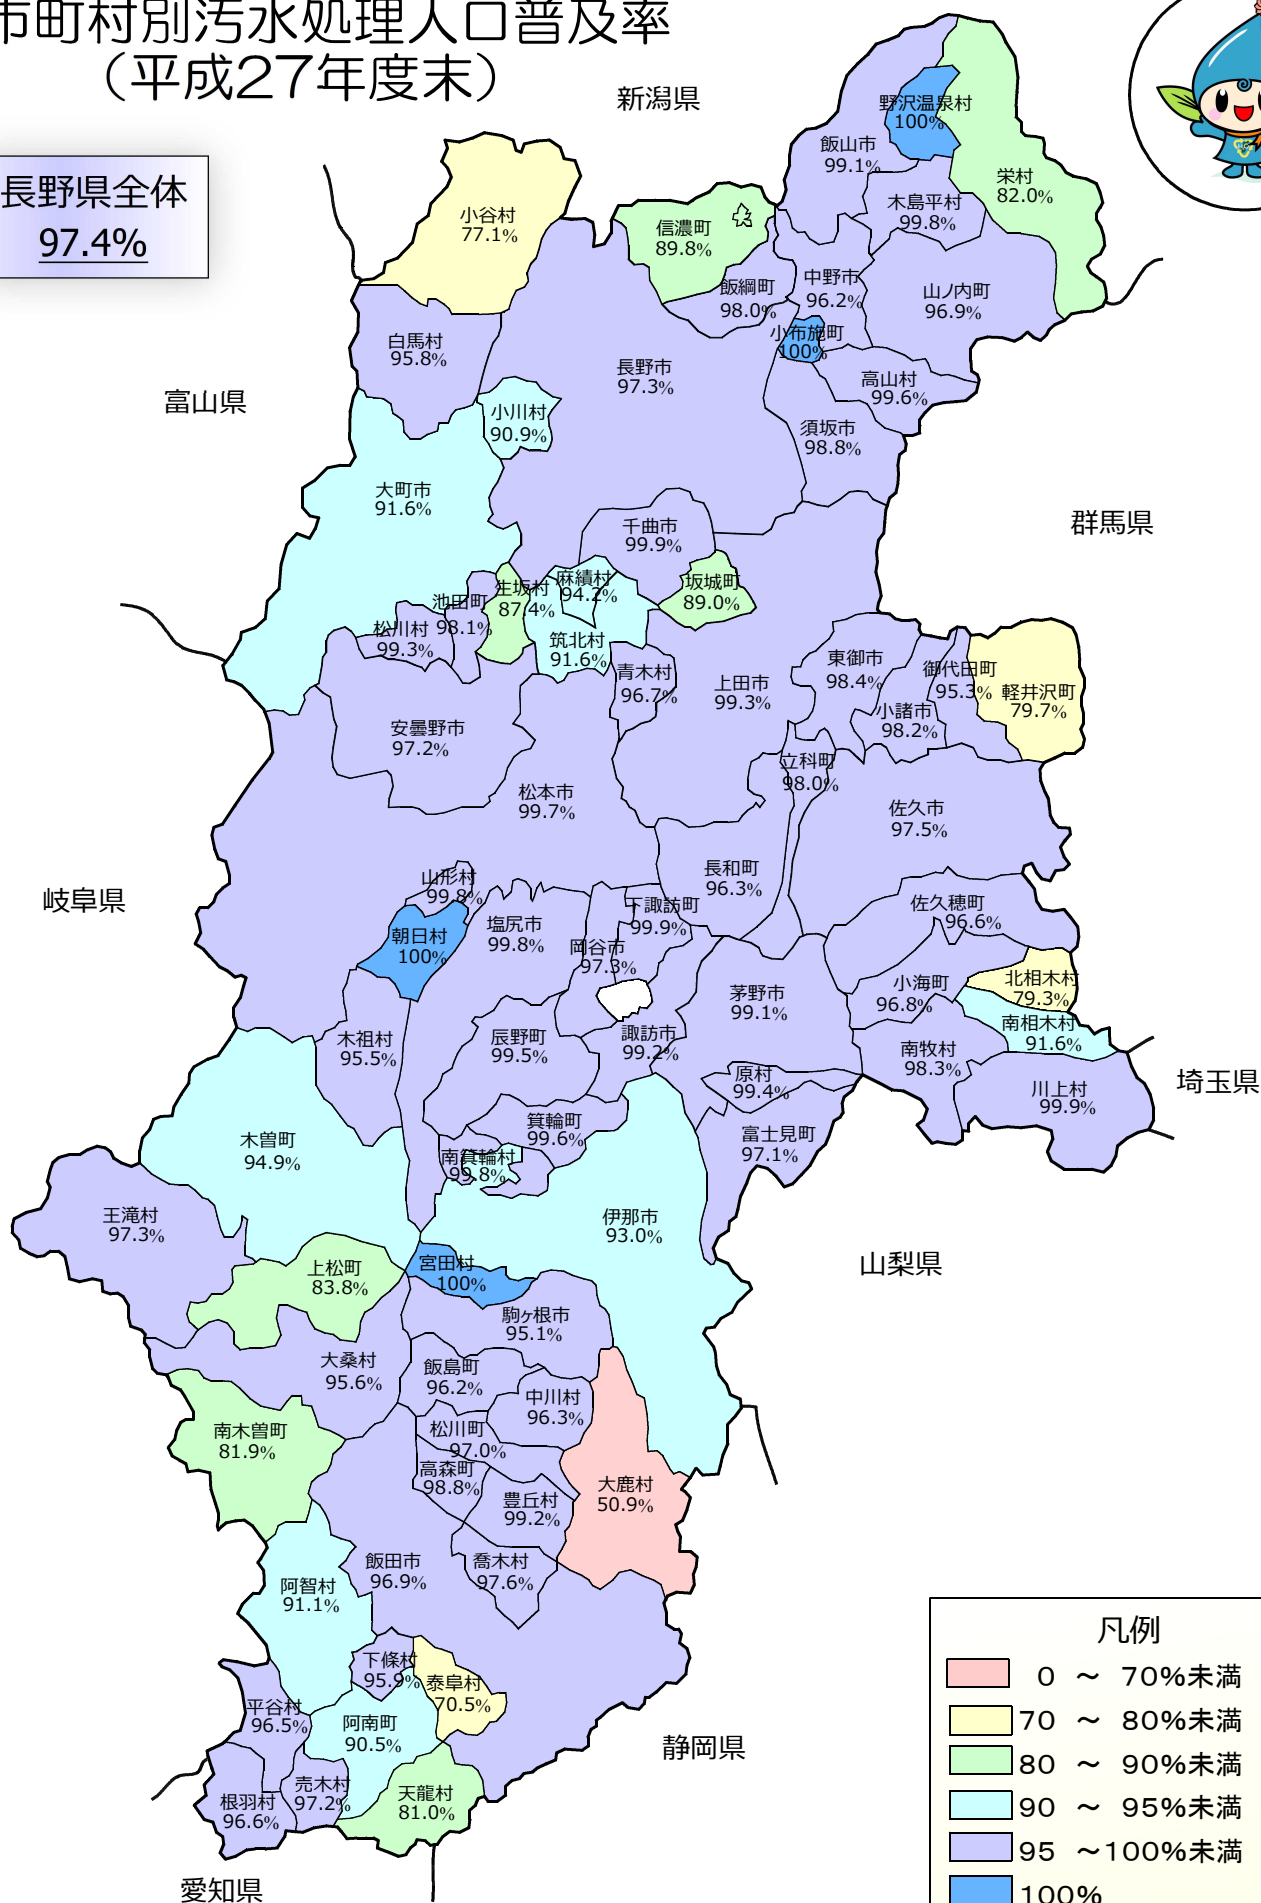 市町村別汚水処理人口普及率
（平成27年度末）
長野県全体
97.4%
新潟県
富山県
群馬県
岐阜県
埼玉県
山梨県
静岡県
愛知県
野沢温泉村
100%
飯山市
99.1%
栄村
82.0%
木島平村
99.8%
小谷村
77.1%
信濃町
89.8%
飯綱町
98.0%
中野市
96.2%
山ノ内町
96.9%
小布施町
100%
白馬村
95.8%
長野市
97.3%
高山村
99.6%
小川村
90.9%
須坂市
98.8%
大町市
91.6%
千曲市
99.9%
麻績村
94.2%
坂城町
89.0%
生坂村
87.4%
池田町
98.1%
松川村
99.3%
筑北村
91.6%
青木村
96.7%
上田市
99.3%
東御市
98.4%
御代田町
95.3%
軽井沢町
79.7%
小諸市
98.2%
安曇野市
97.2%
立科町
98.0%
松本市
99.7%
佐久市
97.5%
長和町
96.3%
山形村
99.8%
下諏訪町
99.9%
佐久穂町
96.6%
朝日村
100%
塩尻市
99.8%
岡谷市
97.3%
北相木村
79.3%
小海町
96.8%
茅野市
99.1%
南相木村
91.6%
木祖村
95.5%
辰野町
99.5%
諏訪市
99.2%
南牧村
98.3%
原村
99.4%
川上村
99.9%
箕輪町
99.6%
富士見町
97.1%
木曽町
94.9%
南箕輪村
99.8%
王滝村
97.3%
伊那市
93.0%
上松町
83.8%
宮田村
100%
駒ヶ根市
95.1%
大桑村
95.6%
飯島町
96.2%
中川村
96.3%
南木曽町
81.9%
松川町
97.0%
高森町
98.8%
大鹿村
50.9%
豊丘村
99.2%
飯田市
96.9%
喬木村
97.6%
阿智村
91.1%
下條村
95.9%
泰阜村
70.5%
平谷村
96.5%
阿南町
90.5%
売木村
97.2%
天龍村
81.0%
根羽村
96.6%
凡例
0 ～ 70%未満
70 ～ 80%未満
80 ～ 90%未満
90 ～ 95%未満
95 ～100%未満
100%